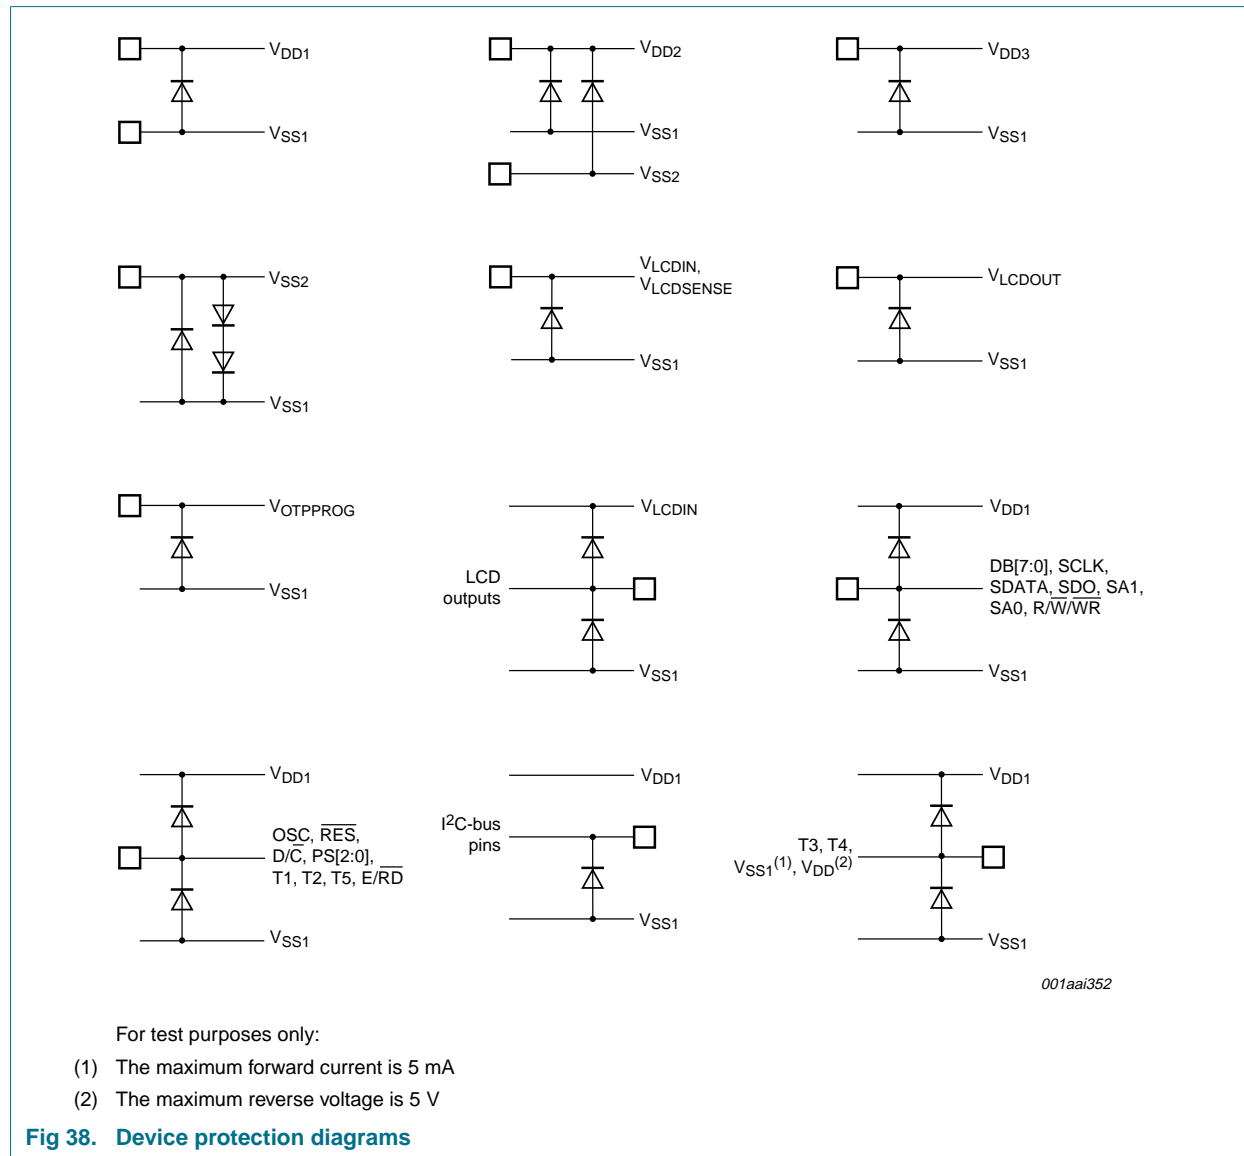 VDD1
VSS1
VDD2
VSS1
VSS2
VDD3
VSS1
VSS2
VSS1
VLCDIN,
VLCDSENSE
VSS1
VLCDOUT
VSS1
VOTPPROG
VSS1
VLCDIN
LCD
outputs
VSS1
VDD1
DB[7:0], SCLK,
SDATA, SDO, SA1,
SA0, R/W̅/W̅R̅
VSS1
VDD1
OSC, R̅E̅S̅,
D/C̅, PS[2:0],
T1, T2, T5, E/R̅D̅
VSS1
VDD1
I²C-bus
pins
VSS1
VDD1
T3, T4,
VSS1(1), VDD(2)
VSS1
001aai352
For test purposes only:
(1) The maximum forward current is 5 mA
(2) The maximum reverse voltage is 5 V
Fig 38. Device protection diagrams